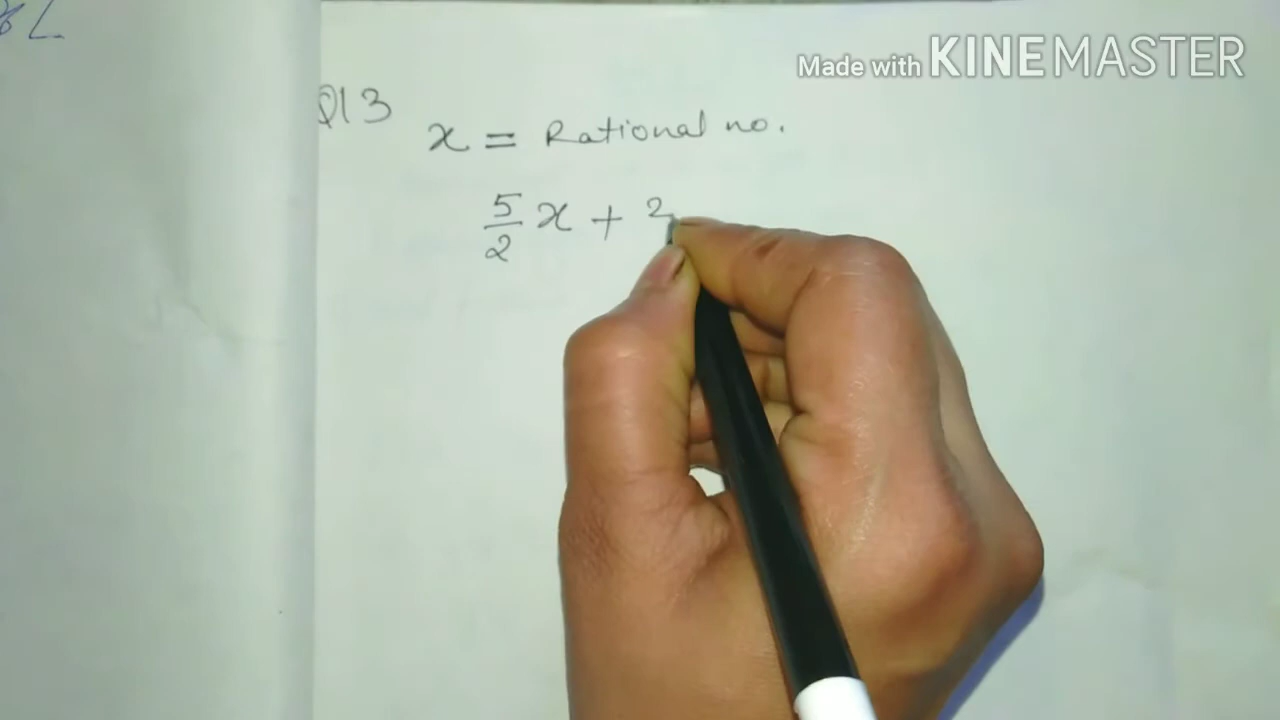 Made with KINEMASTER
Q13
x = Rational no.
5/2 x + 2